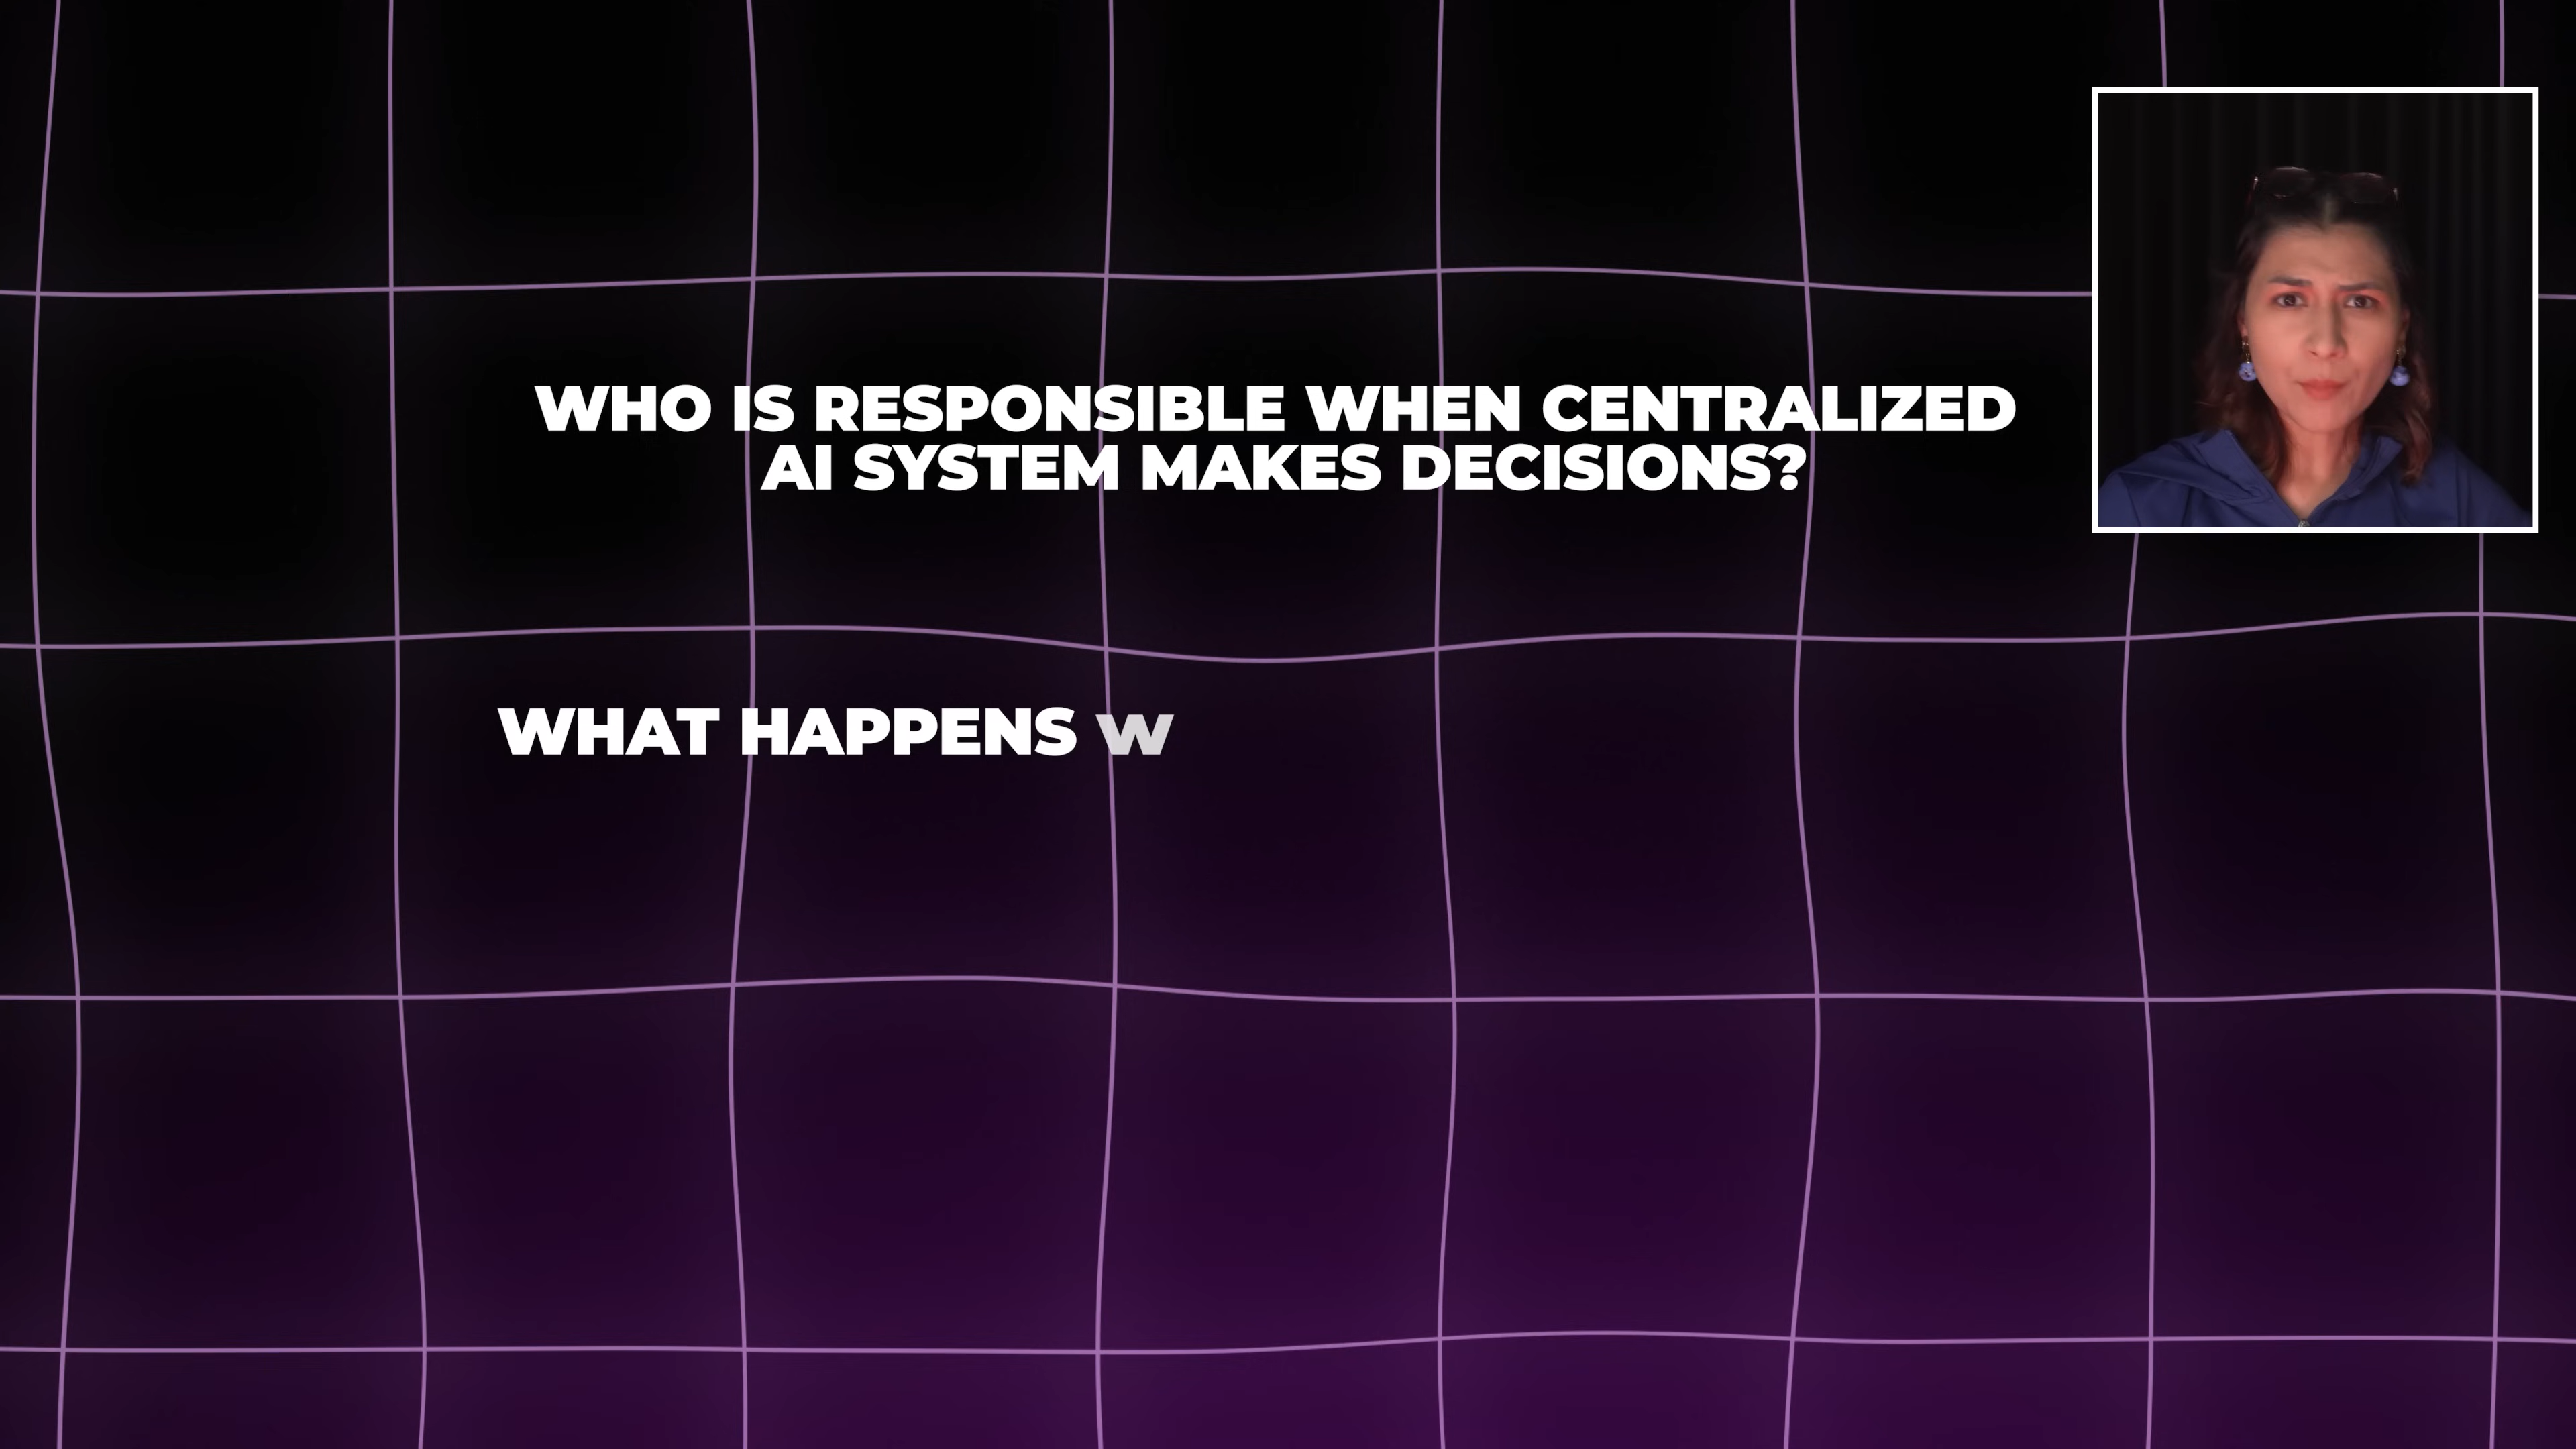 WHO IS RESPONSIBLE WHEN CENTRALIZED
AI SYSTEM MAKES DECISIONS?
WHAT HAPPENS W